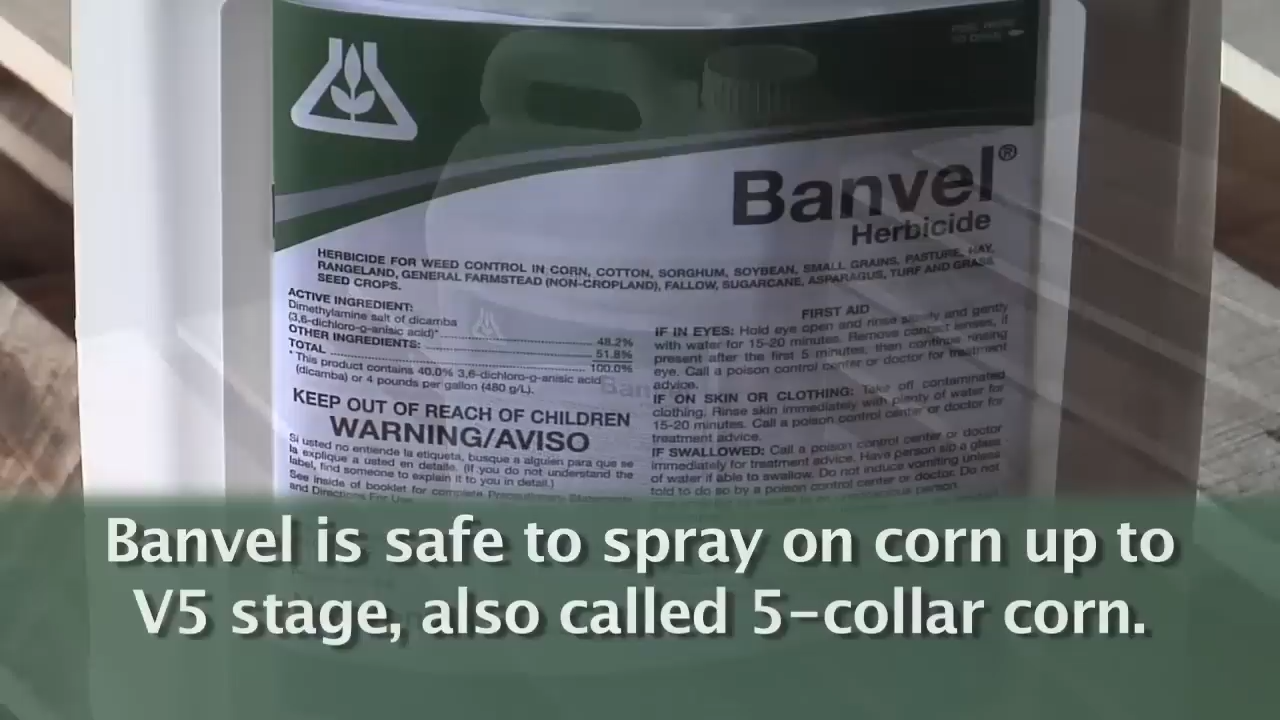 Banvel®
Herbicide
HERBICIDE FOR WEED CONTROL IN CORN, COTTON, SORGHUM, SOYBEAN, SMALL GRAINS, PASTURE, HAY,
RANGELAND, GENERAL FARMSTEAD (NON-CROPLAND), FALLOW, SUGARCANE, ASPARAGUS, TURF AND GRASS
SEED CROPS.
ACTIVE INGREDIENT:
Dimethylamine salt of dicamba
(3,6-dichloro-o-anisic acid)* 48.2%
OTHER INGREDIENTS: 51.8%
TOTAL 100.0%
* This product contains 40.0% 3,6-dichloro-o-anisic acid
(dicamba) or 4 pounds per gallon (480 g/L).
KEEP OUT OF REACH OF CHILDREN
WARNING/AVISO
Si usted no entiende la etiqueta, busque a alguien para que se
la explique a usted en detalle. (If you do not understand the
label, find someone to explain it to you in detail.)
See inside of booklet for complete Precautionary Statements
and Directions For Use.
FIRST AID
IF IN EYES: Hold eye open and rinse slowly and gently
with water for 15-20 minutes. Remove contact lenses, if
present after the first 5 minutes, then continue rinsing
eye. Call a poison control center or doctor for treatment
advice.
IF ON SKIN OR CLOTHING: Take off contaminated
clothing. Rinse skin immediately with plenty of water for
15-20 minutes. Call a poison control center or doctor for
treatment advice.
IF SWALLOWED: Call a poison control center or doctor
immediately for treatment advice. Have person sip a glass
of water if able to swallow. Do not induce vomiting unless
told to do so by a poison control center or doctor. Do not
Banvel is safe to spray on corn up to
V5 stage, also called 5-collar corn.